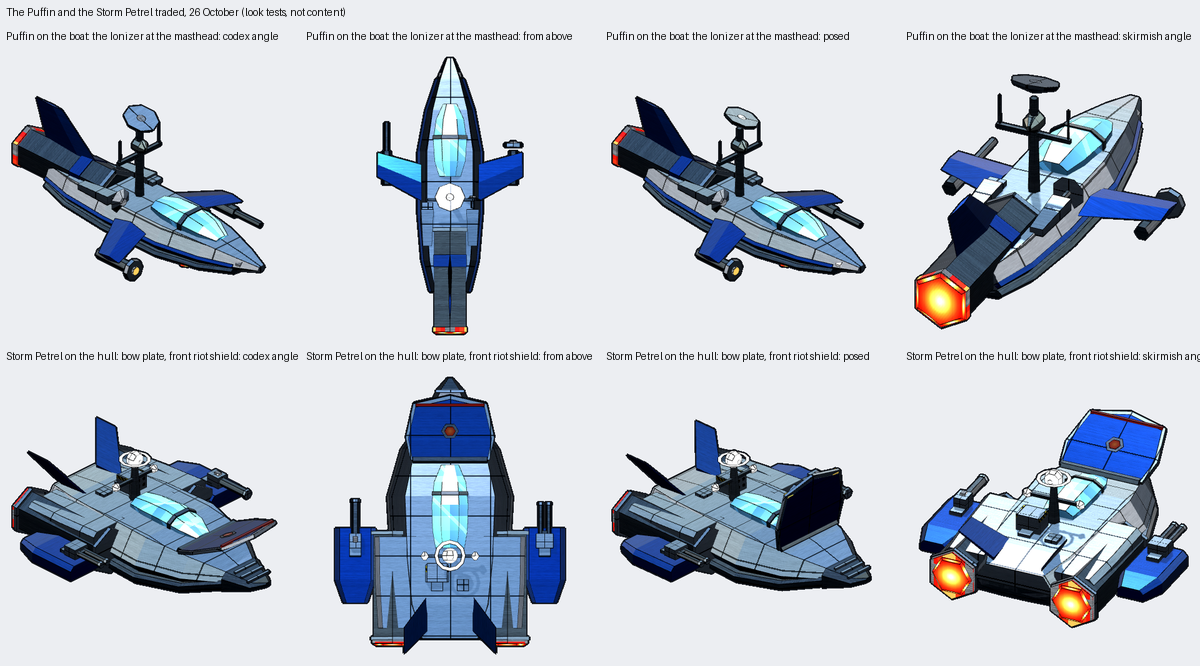 The Puffin and the Storm Petrel traded, 26 October (look tests, not content)
Puffin on the boat: the Ionizer at the masthead: codex angle
Puffin on the boat: the Ionizer at the masthead: from above
Puffin on the boat: the Ionizer at the masthead: posed
Puffin on the boat: the Ionizer at the masthead: skirmish angle
Storm Petrel on the hull: bow plate, front riot shield: codex angle
Storm Petrel on the hull: bow plate, front riot shield: from above
Storm Petrel on the hull: bow plate, front riot shield: posed
Storm Petrel on the hull: bow plate, front riot shield: skirmish ang